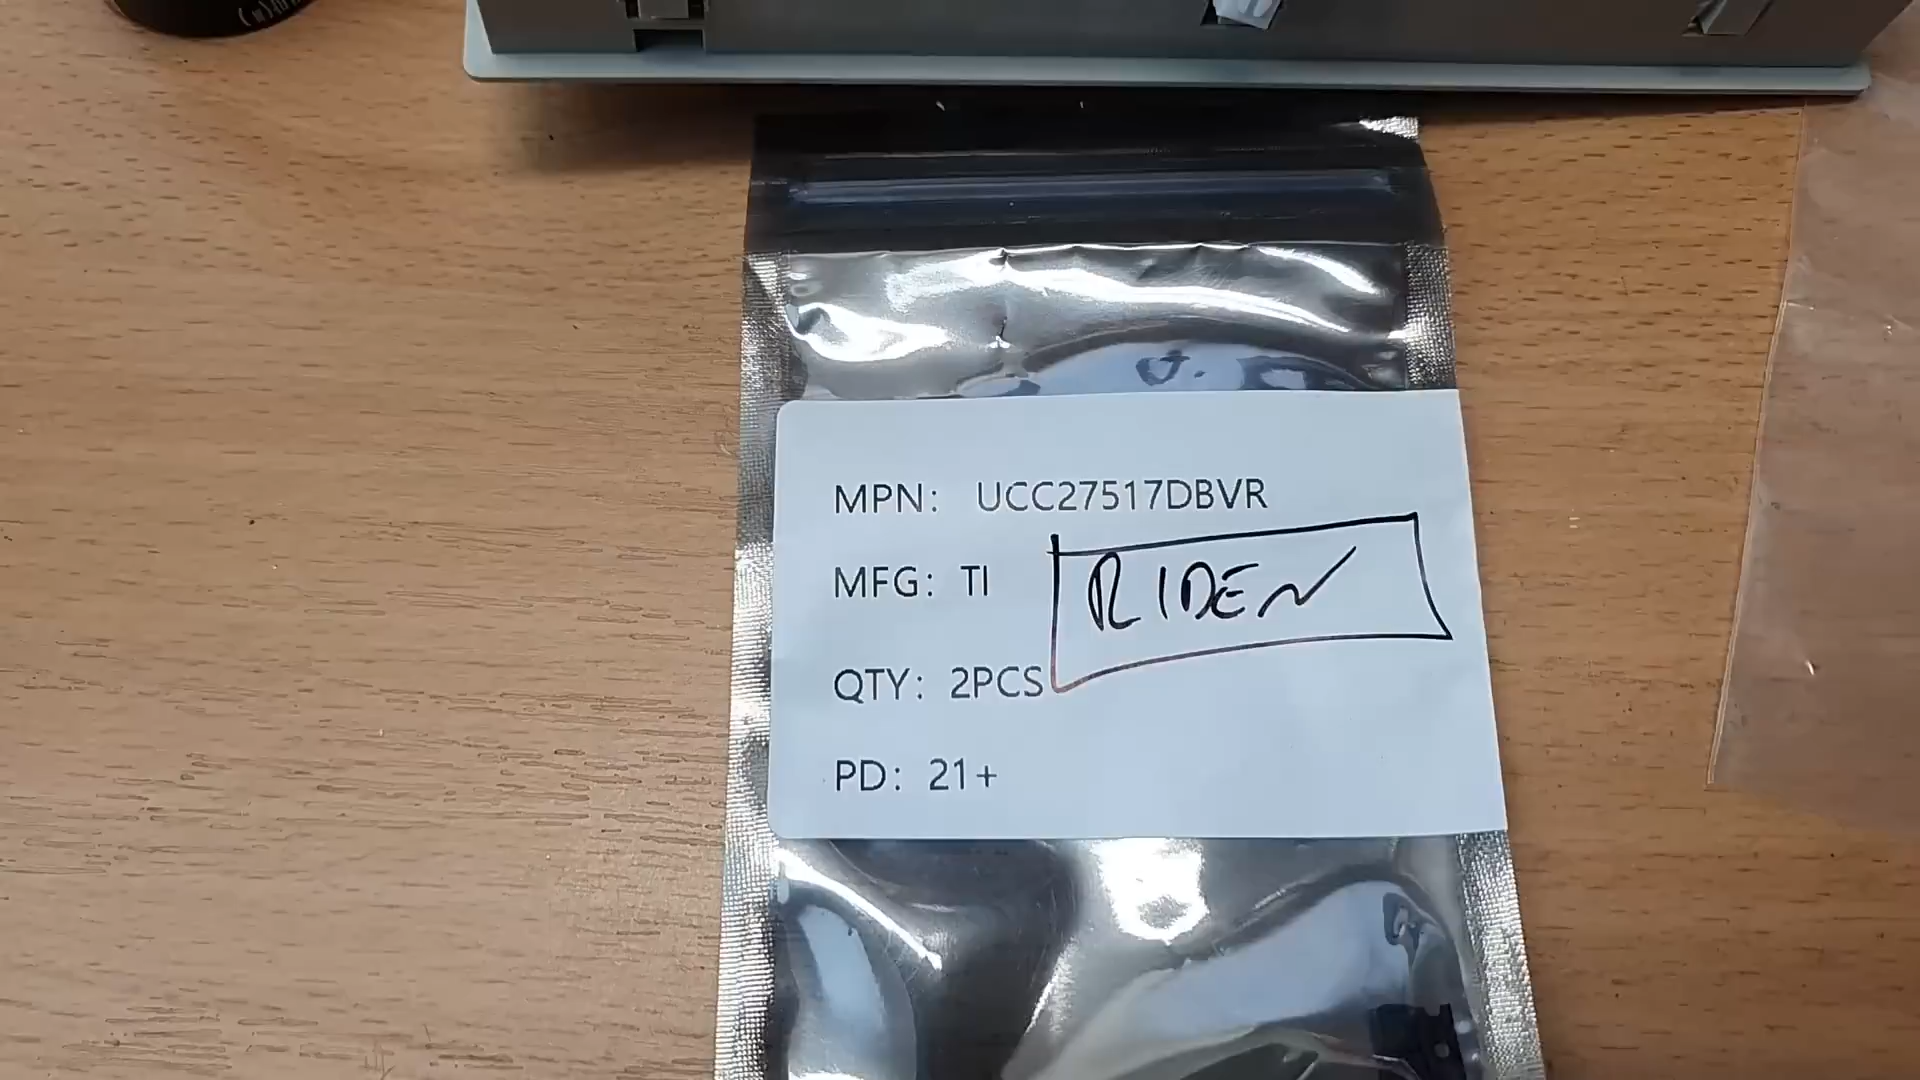 MPN: UCC27517DBVR
MFG: TI
RIDEN
QTY: 2PCS
PD: 21+